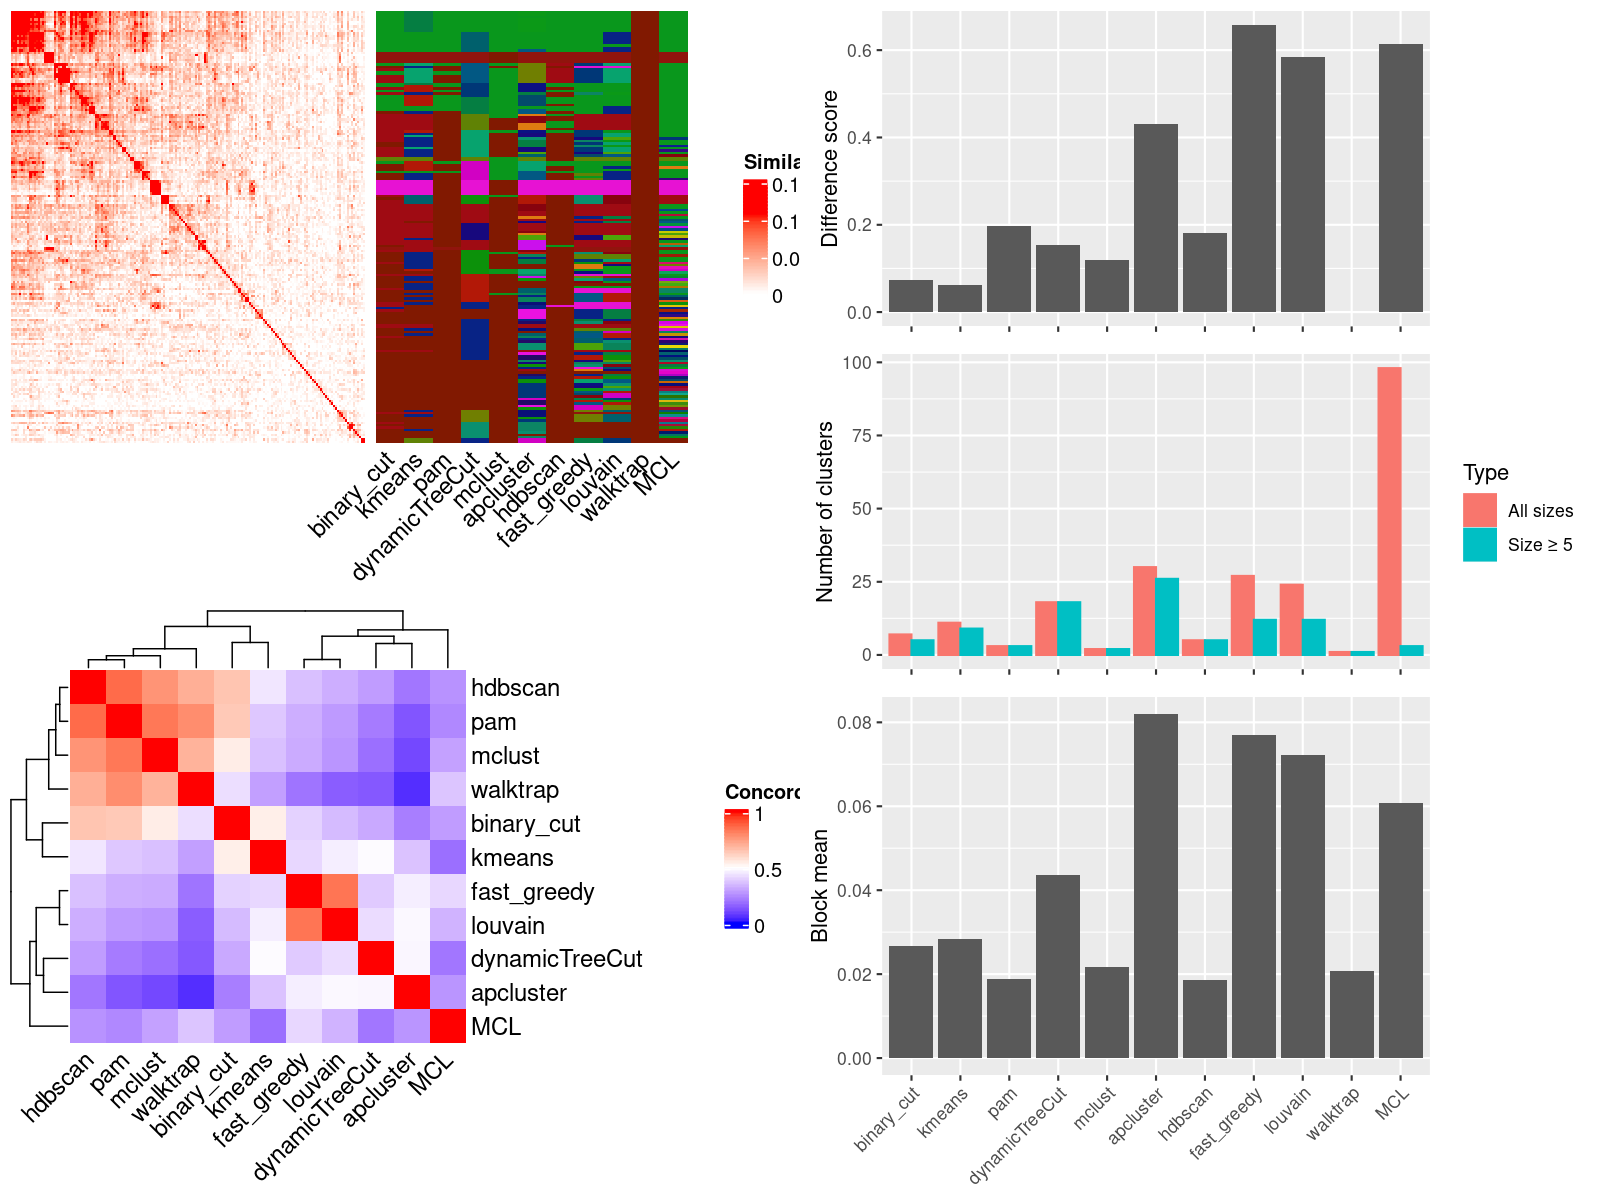 Simila
0.1
0.1
0.0
0
binary_cut
kmeans
pam
dynamicTreeCut
mclust
apcluster
hdbscan
fast_greedy
louvain
walktrap
MCL
hdbscan
pam
mclust
walktrap
binary_cut
kmeans
fast_greedy
louvain
dynamicTreeCut
apcluster
MCL
hdbscan
pam
mclust
walktrap
binary_cut
kmeans
fast_greedy
louvain
dynamicTreeCut
apcluster
MCL
Concord
1
0.5
0
Difference score
0.6
0.4
0.2
0.0
Number of clusters
100
75
50
25
0
Type
All sizes
Size ≥ 5
Block mean
0.08
0.06
0.04
0.02
0.00
binary_cut
kmeans
pam
dynamicTreeCut
mclust
apcluster
hdbscan
fast_greedy
louvain
walktrap
MCL